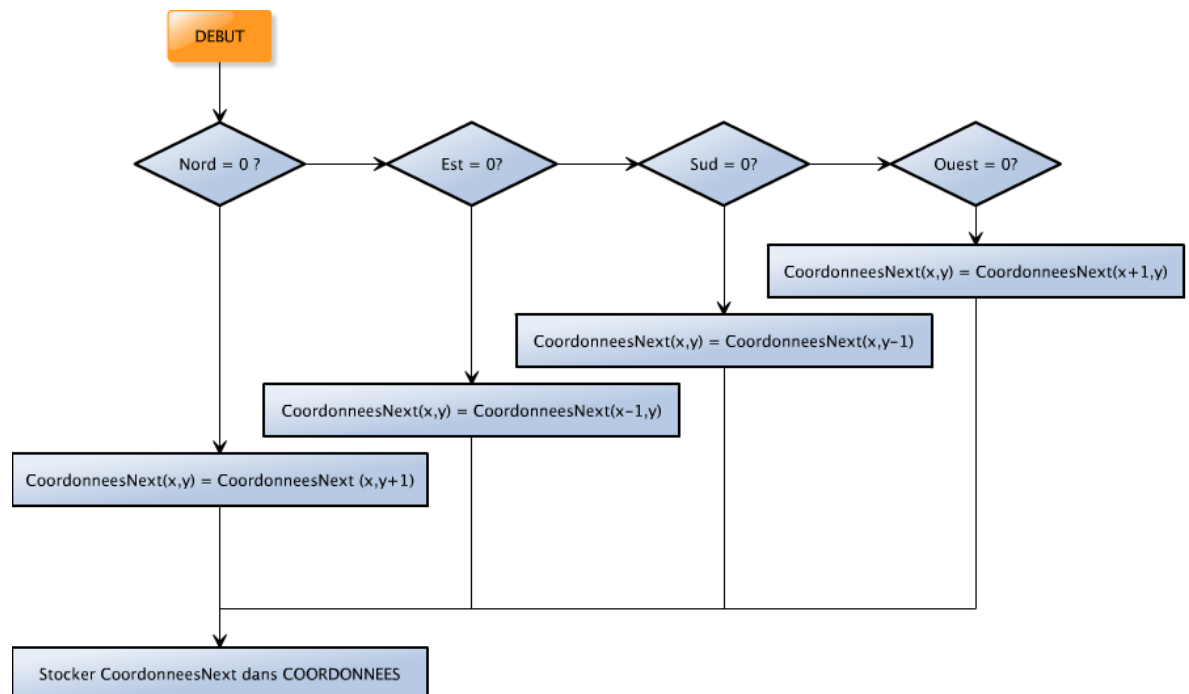 DEBUT
Nord = 0 ?
Est = 0?
Sud = 0?
Ouest = 0?
CoordonneesNext(x,y) = CoordonneesNext(x+1,y)
CoordonneesNext(x,y) = CoordonneesNext(x,y-1)
CoordonneesNext(x,y) = CoordonneesNext(x-1,y)
CoordonneesNext(x,y) = CoordonneesNext (x,y+1)
Stocker CoordonneesNext dans COORDONNEES